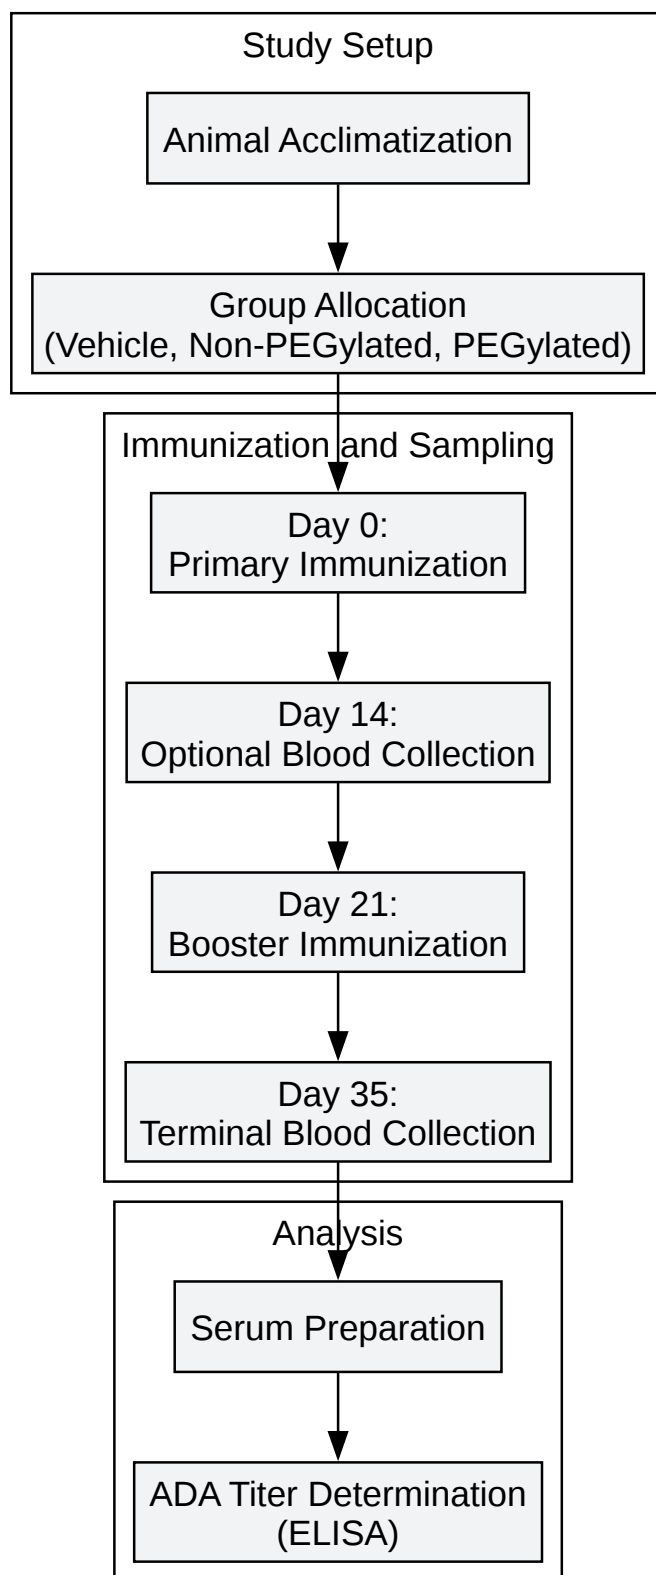 Study Setup
Animal Acclimatization
Group Allocation
(Vehicle, Non-PEGylated, PEGylated)
Immunization and Sampling
Day 0:
Primary Immunization
Day 14:
Optional Blood Collection
Day 21:
Booster Immunization
Day 35:
Terminal Blood Collection
Analysis
Serum Preparation
ADA Titer Determination
(ELISA)